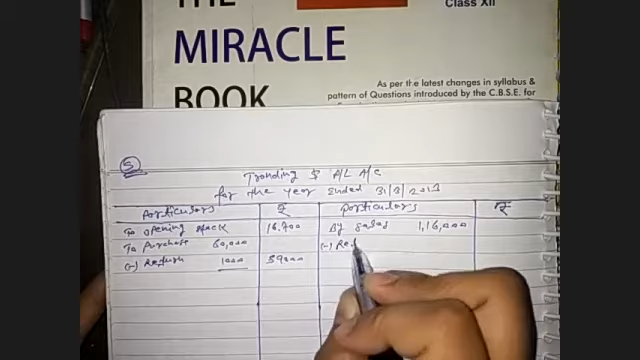 THE
Class XII
MIRACLE
BOOK
As per the latest changes in syllabus &
pattern of Questions introduced by the C.B.S.E. for
5
Tronding & P/L A/c
for the Year Ended 31/3/2013
Particulars ₹ Particulars ₹
To opening stock 16,700 By Sales 1,16,000
To Purchase 60,000 (-) Re
(-) Return 1000 59000